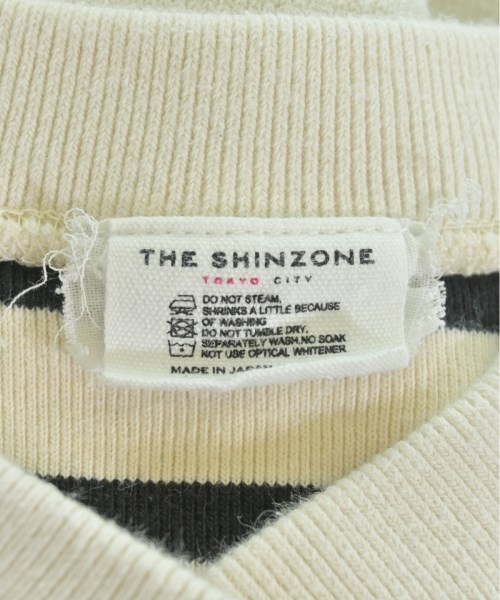 THE SHINZONE
TOKYO CITY
DO NOT STEAM,
SHRINKS A LITTLE BECAUSE
OF WASHING
DO NOT TUMBLE DRY,
SEPARATELY WASH, NO SOAK
NOT USE OPTICAL WHITENER
MADE IN JAPAN